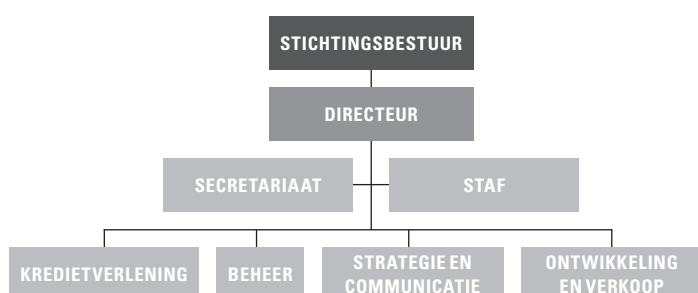 STICHTINGSBESTUUR
DIRECTEUR
SECRETARIAAT
STAF
KREDIETVERLENING
BEHEER
STRATEGIE EN
COMMUNICATIE
ONTWIKKELING
EN VERKOOP